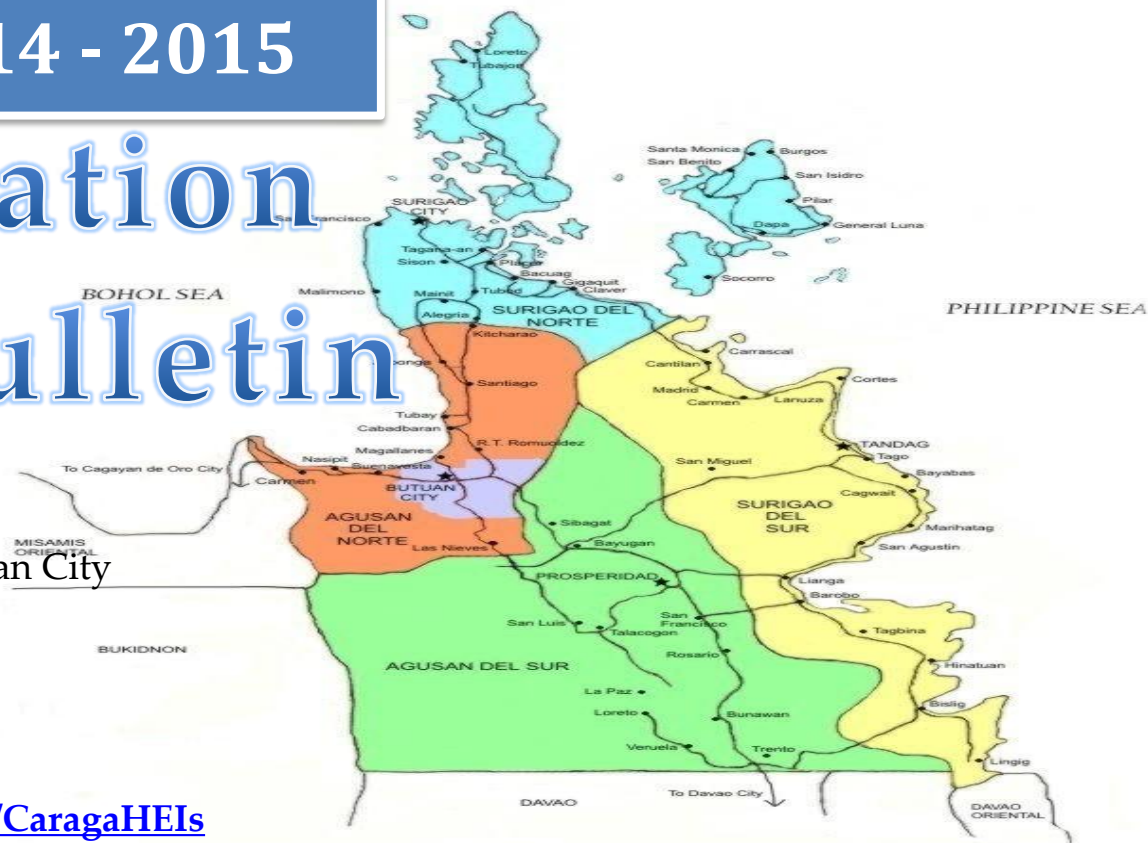 14 - 2015
ation
ulletin
an City
/CaragaHEIs
Loreto
Tubajon
Santa Monica
Burgos
San Benito
San Isidro
Pilar
Dapa
General Luna
Socorro
SURIGAO
CITY
Tagana-an
Sison
Placer
Bacuag
Gigaquit
Claver
Malimono
Mainit
Tubod
Alegria
SURIGAO DEL
NORTE
BOHOL SEA
PHILIPPINE SEA
Kitcharao
Santiago
Tubay
Cabadbaran
R.T. Romuoldez
Magallanes
Nasipit
Buenavista
Carmen
To Cagayan de Oro City
BUTUAN
CITY
AGUSAN
DEL
NORTE
Las Nieves
MISAMIS
ORIENTAL
BUKIDNON
Carrascal
Cantilan
Madrid
Carmen
Lanuza
Cortes
TANDAG
Tago
San Miguel
Bayabas
Cagwait
SURIGAO
DEL
SUR
Marihatag
San Agustin
Lianga
Barobo
Tagbina
Hinatuan
Bislig
Lingig
Sibagat
Bayugan
PROSPERIDAD
San Luis
Talacogon
San
Francisco
Rosario
AGUSAN DEL SUR
La Paz
Loreto
Bunawan
Veruela
Trento
To Davao City
DAVAO
DAVAO
ORIENTAL